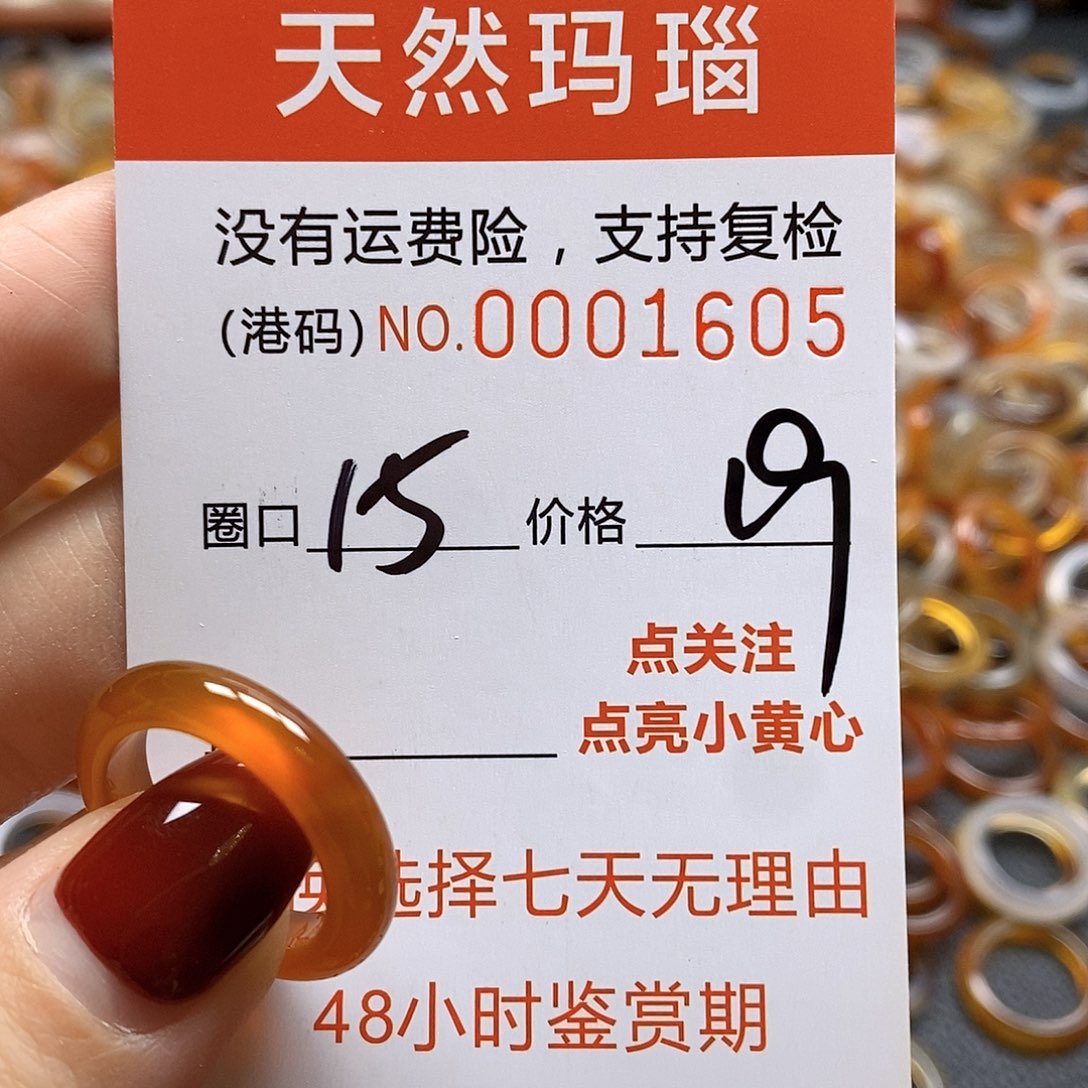 天然玛瑙
没有运费险，支持复检
(港码)NO.0001605
圈口 15 价格
点关注
点亮小黄心
选择七天无理由
48小时鉴赏期